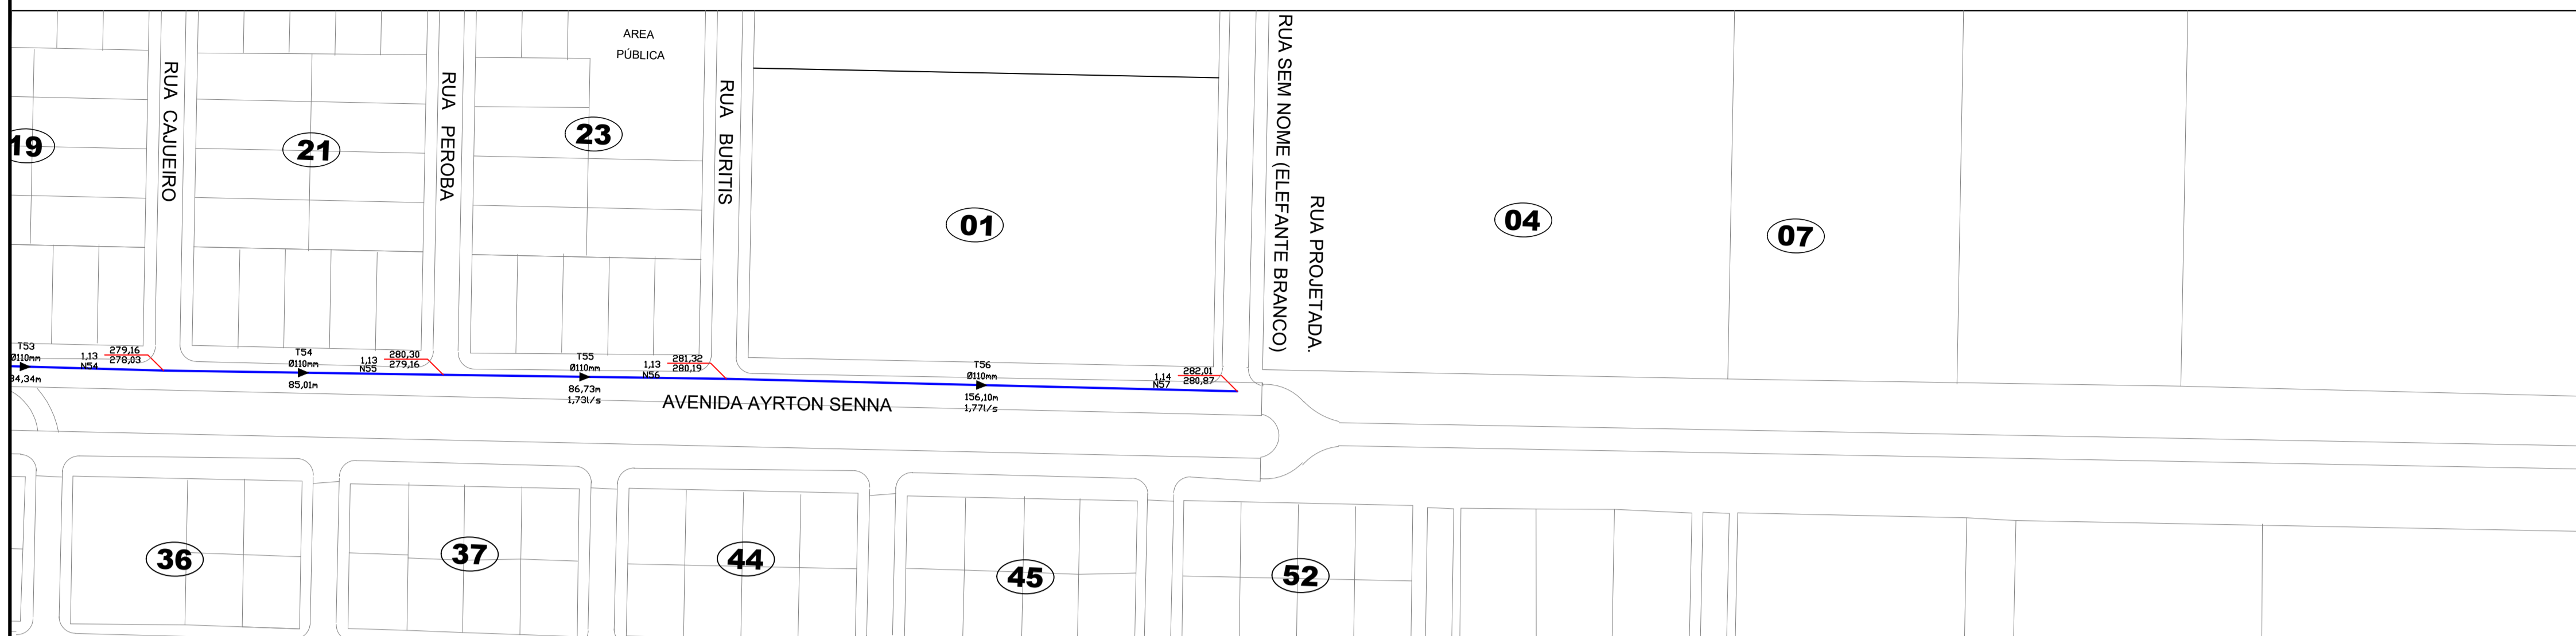 AREA
PÚBLICA
RUA CAJUEIRO
RUA PEROBA
RUA BURITIS
RUA SEM NOME (ELEFANTE BRANCO)
RUA PROJETADA.
19
21
23
01
04
07
T53
Ø110mm
84,34m
1,13
279,16
278,03
N54
T54
Ø110mm
85,01m
1,13
280,30
279,16
N55
T55
Ø110mm
86,73m
1,73l/s
1,13
281,32
280,19
N56
T56
Ø110mm
156,10m
1,77l/s
1,14
282,01
280,87
N57
AVENIDA AYRTON SENNA
36
37
44
45
52